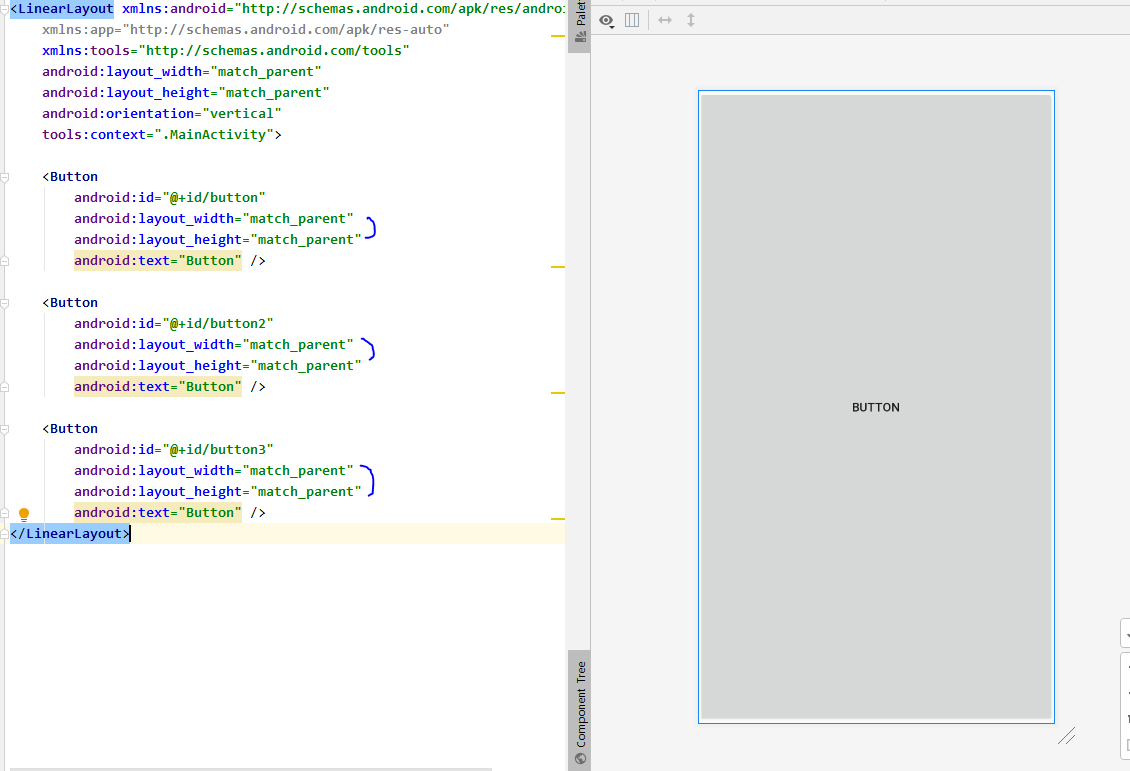 <LinearLayout xmlns:android="http://schemas.android.com/apk/res/androi
xmlns:app="http://schemas.android.com/apk/res-auto"
xmlns:tools="http://schemas.android.com/tools"
android:layout_width="match_parent"
android:layout_height="match_parent"
android:orientation="vertical"
tools:context=".MainActivity">
<Button
android:id="@+id/button"
android:layout_width="match_parent"
android:layout_height="match_parent"
android:text="Button" />
<Button
android:id="@+id/button2"
android:layout_width="match_parent"
android:layout_height="match_parent"
android:text="Button" />
<Button
android:id="@+id/button3"
android:layout_width="match_parent"
android:layout_height="match_parent"
android:text="Button" />
</LinearLayout>
Palet
Component Tree
BUTTON